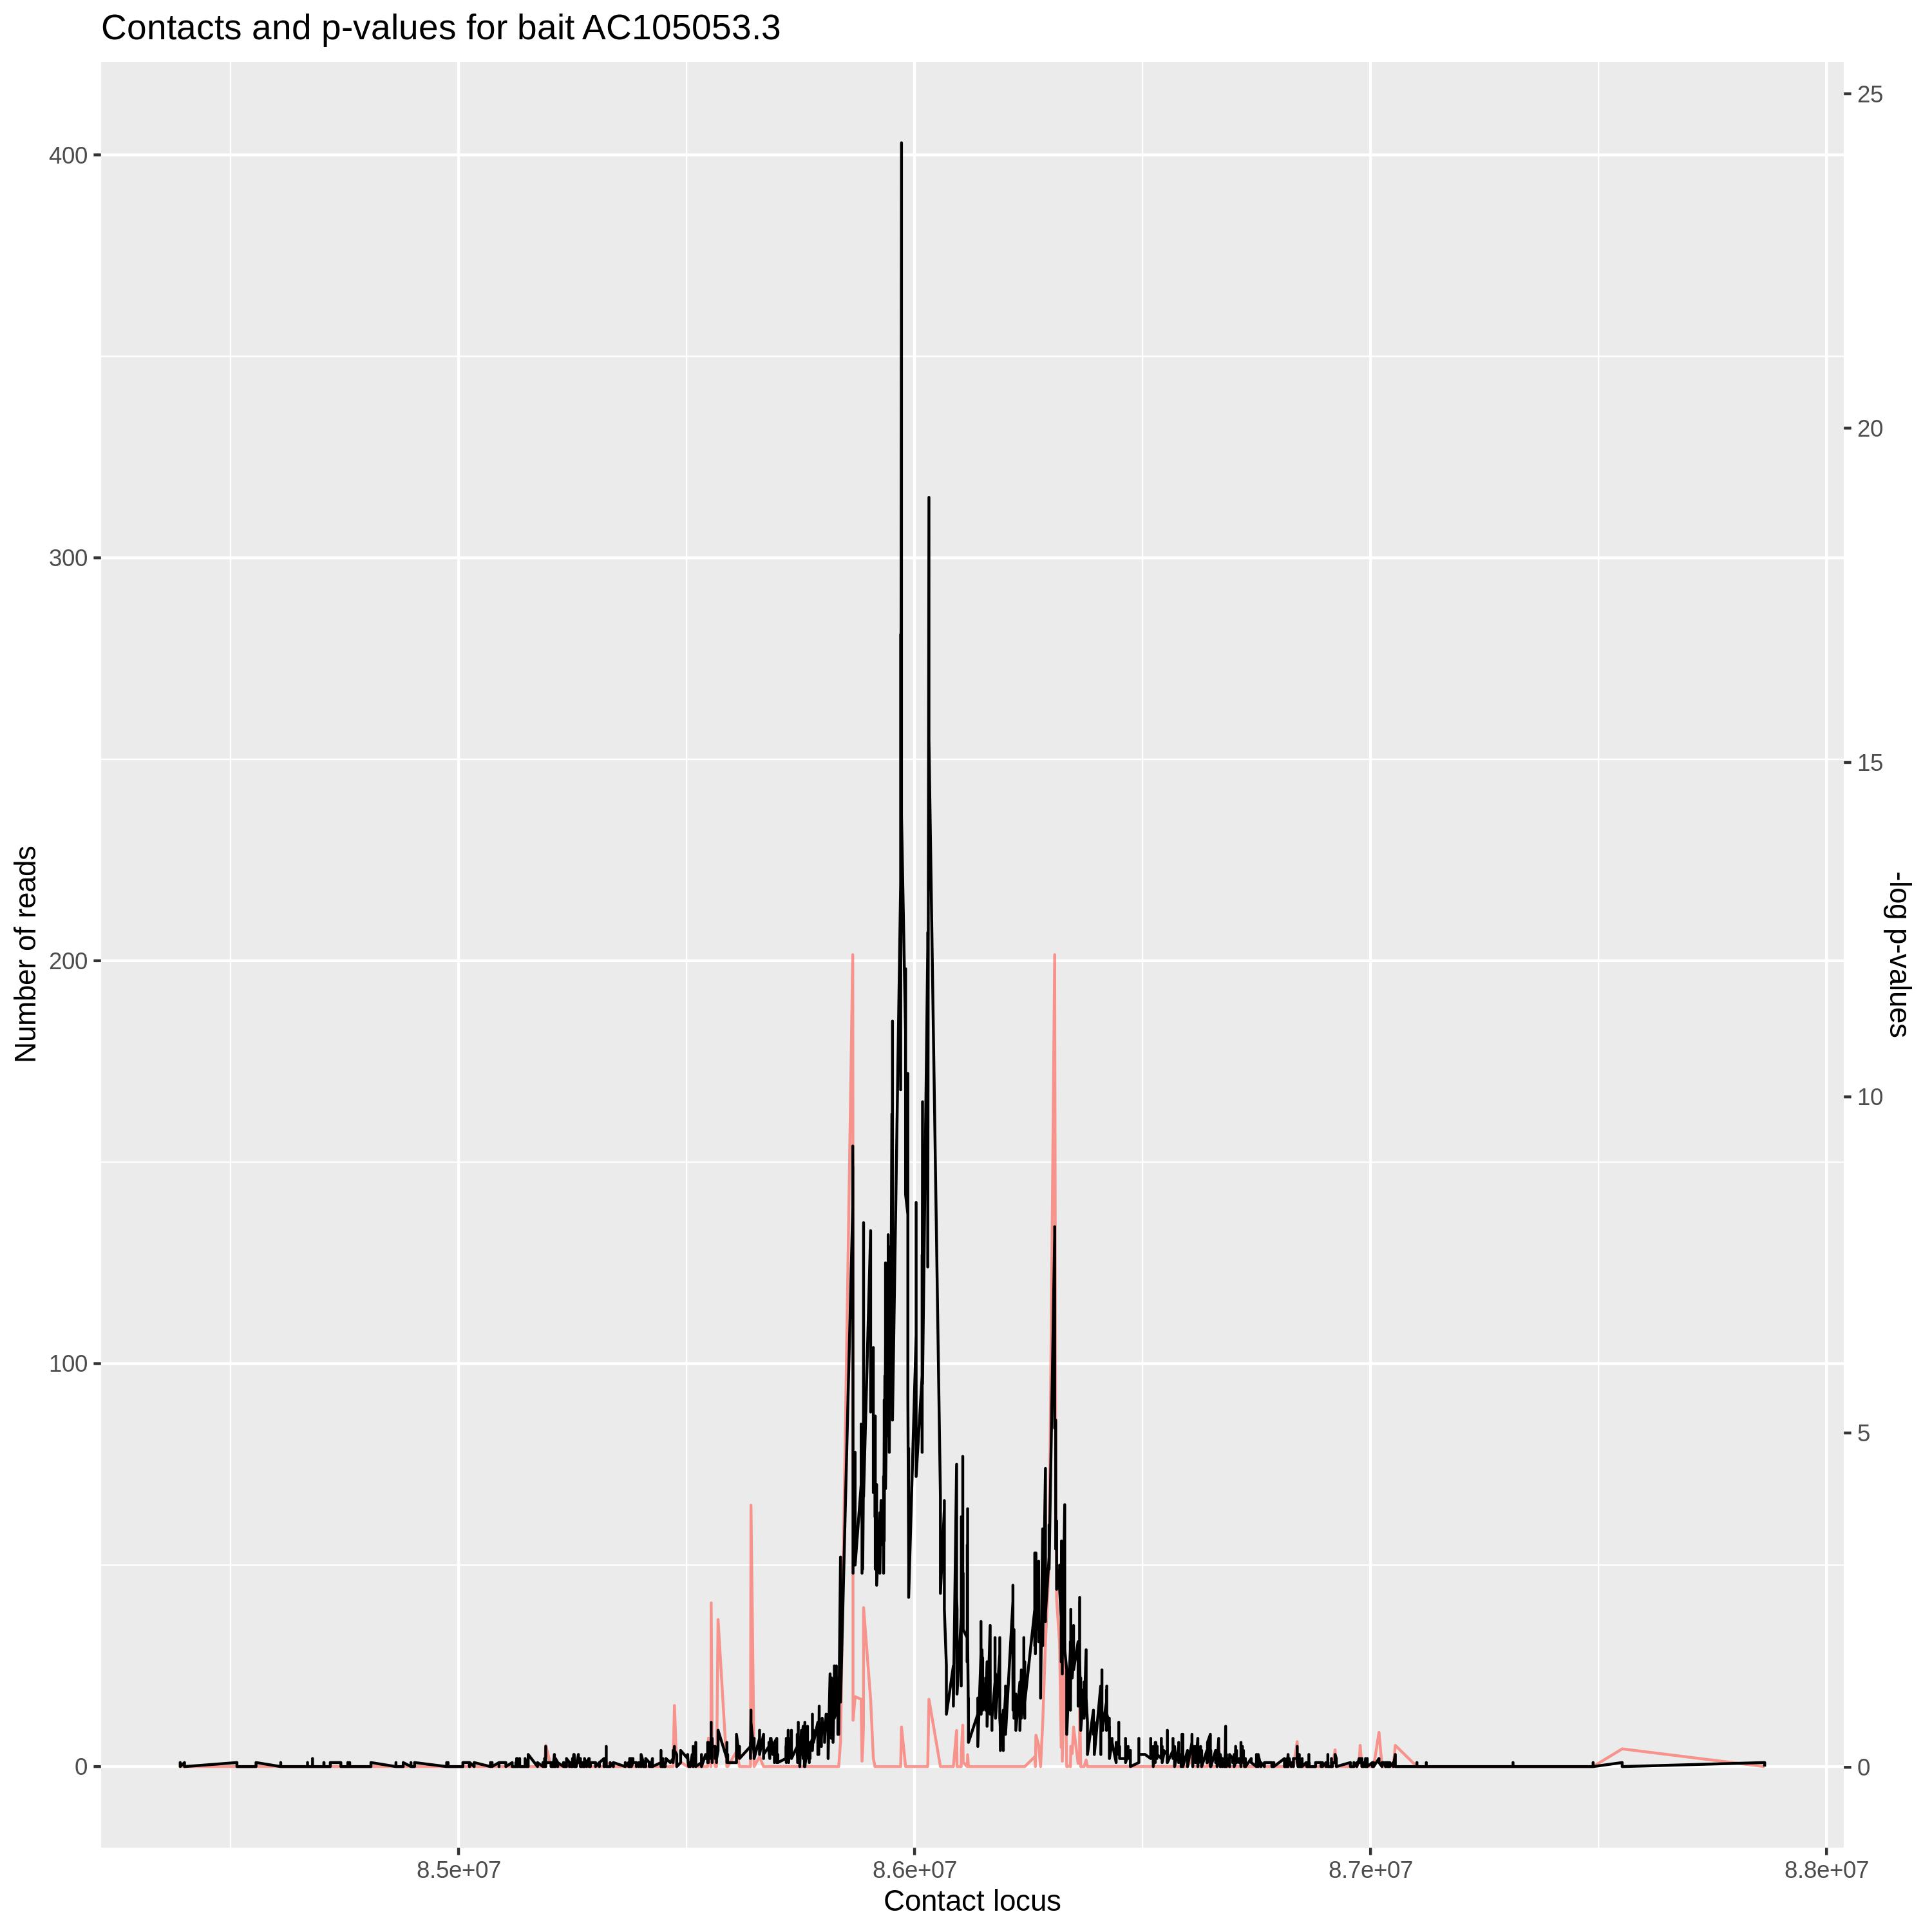 Contacts and p-values for bait AC105053.3
400
300
200
100
0
Number of reads
25
20
15
10
5
0
-log p-values
8.5e+07 8.6e+07 8.7e+07 8.8e+07
Contact locus